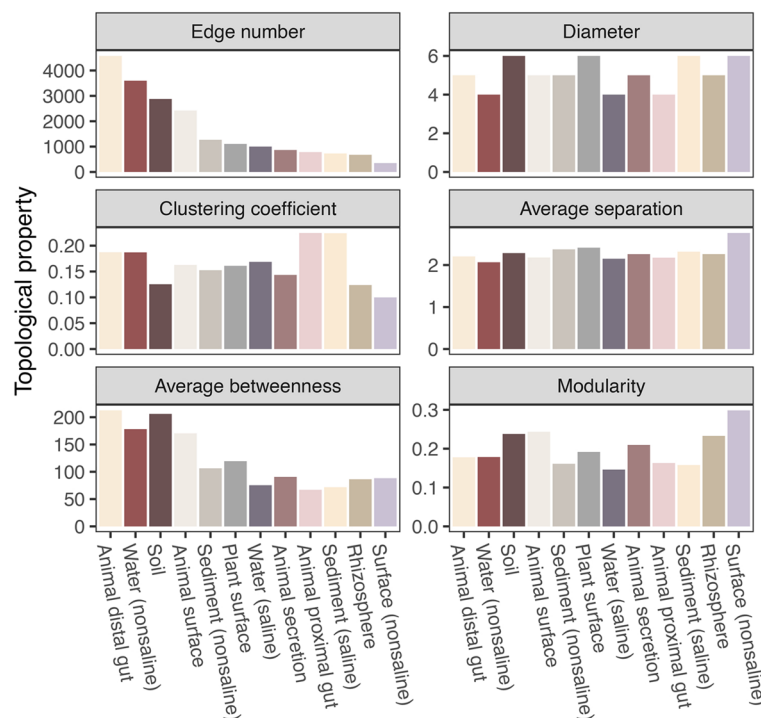 Edge number
Diameter
4000
3000
2000
1000
0
6
4
2
0
Topological property
Clustering coefficient
Average separation
0.20
0.15
0.10
0.05
0.00
2
1
0
Average betweenness
Modularity
200
150
100
50
0
0.3
0.2
0.1
0.0
Animal distal gut
Water (nonsaline)
Soil
Animal surface
Sediment (nonsaline)
Plant surface
Water (saline)
Animal secretion
Animal proximal gut
Sediment (saline)
Rhizosphere
Surface (nonsaline)
Animal distal gut
Water (nonsaline)
Soil
Animal surface
Sediment (nonsaline)
Plant surface
Water (saline)
Animal secretion
Animal proximal gut
Sediment (saline)
Rhizosphere
Surface (nonsaline)